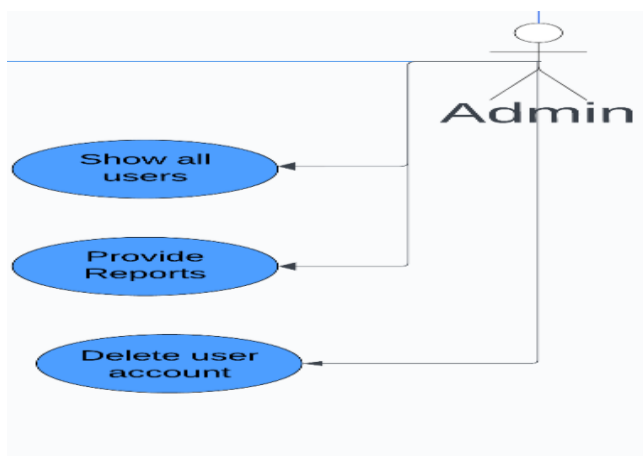 Admin
Show all
users
Provide
Reports
Delete user
account